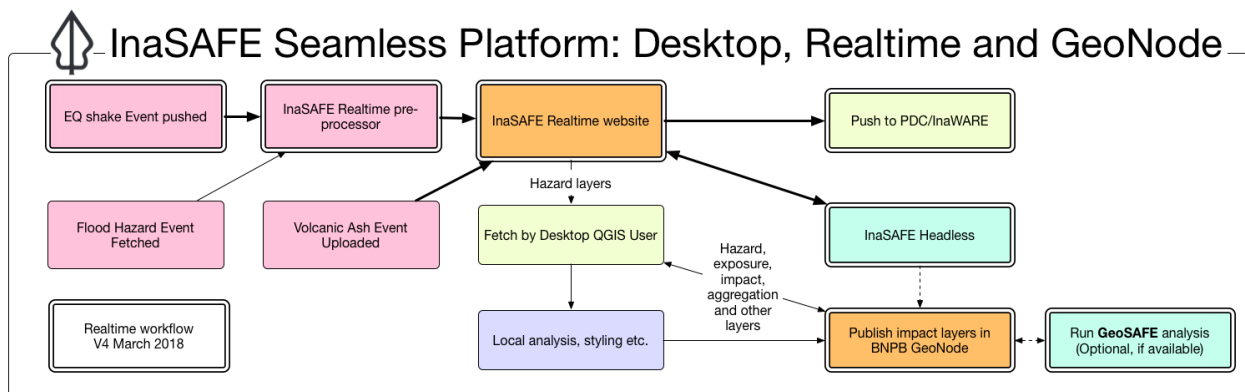 InaSAFE Seamless Platform: Desktop, Realtime and GeoNode
EQ shake Event pushed
InaSAFE Realtime pre-
processor
InaSAFE Realtime website
Push to PDC/InaWARE
Hazard layers
Flood Hazard Event
Fetched
Volcanic Ash Event
Uploaded
Fetch by Desktop QGIS User
InaSAFE Headless
Hazard,
exposure,
impact,
aggregation
and other
layers
Realtime workflow
V4 March 2018
Local analysis, styling etc.
Publish impact layers in
BNPB GeoNode
Run GeoSAFE analysis
(Optional, if available)